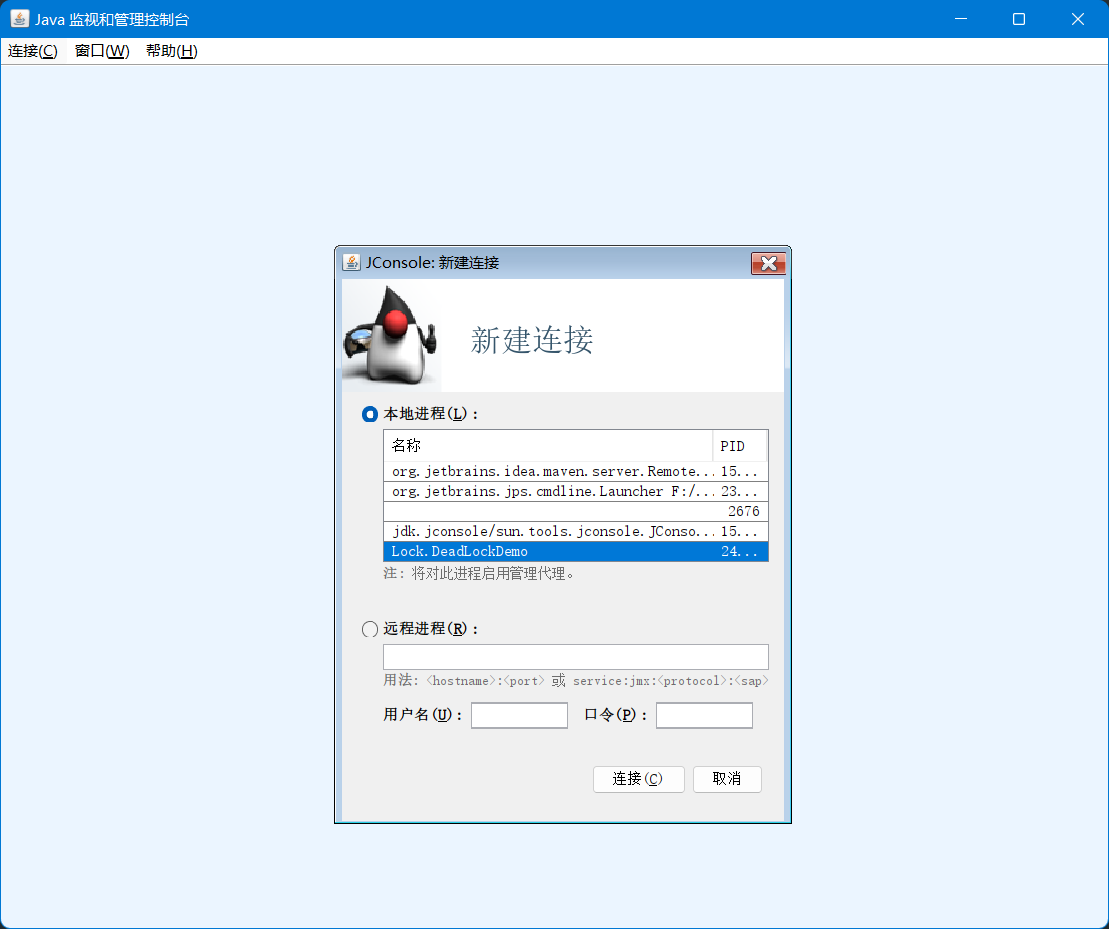 Java 监视和管理控制台
连接(C) 窗口(W) 帮助(H)
JConsole: 新建连接
新建连接
本地进程(L):
名称 PID
org.jetbrains.idea.maven.server.Remote... 15...
org.jetbrains.jps.cmdline.Launcher F:/... 23...
2676
jdk.jconsole/sun.tools.jconsole.JConso... 15...
Lock.DeadLockDemo 24...
注: 将对此进程启用管理代理。
远程进程(R):
用法: <hostname>:<port> 或 service:jmx:<protocol>:<sap>
用户名(U): 口令(P):
连接(C) 取消